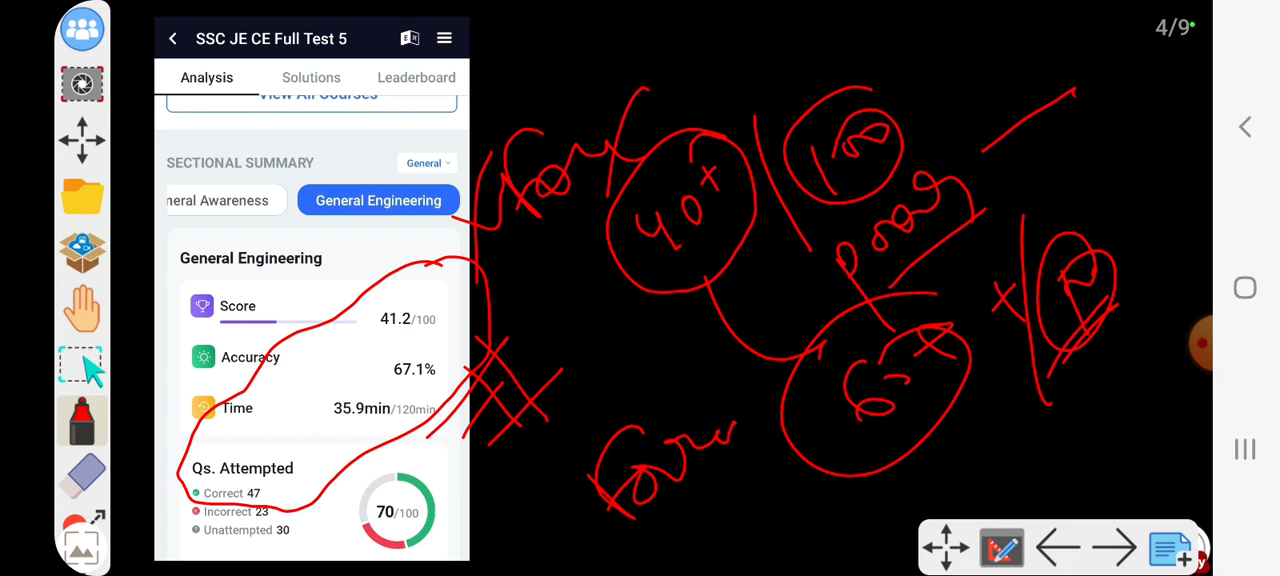 4/9
SSC JE CE Full Test 5
Analysis Solutions Leaderboard
View All Courses
SECTIONAL SUMMARY General
neral Awareness General Engineering
General Engineering
Score 41.2/100
Accuracy 67.1%
Time 35.9min/120min
Qs. Attempted
Correct 47
Incorrect 23
Unattempted 30
70/100
40+